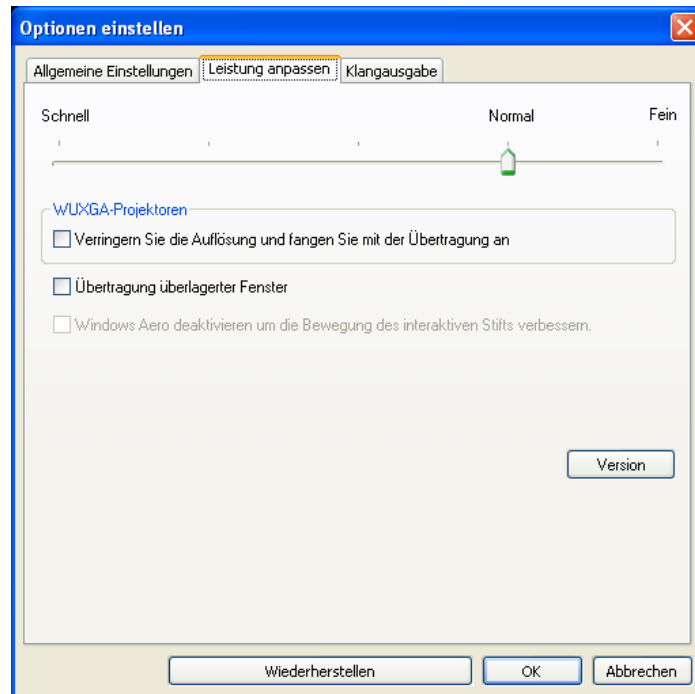 Optionen einstellen
Allgemeine Einstellungen Leistung anpassen Klangausgabe
Schnell Normal Fein
WUXGA-Projektoren
Verringern Sie die Auflösung und fangen Sie mit der Übertragung an
Übertragung überlagerter Fenster
Windows Aero deaktivieren um die Bewegung des interaktiven Stifts verbessern.
Version
Wiederherstellen OK Abbrechen